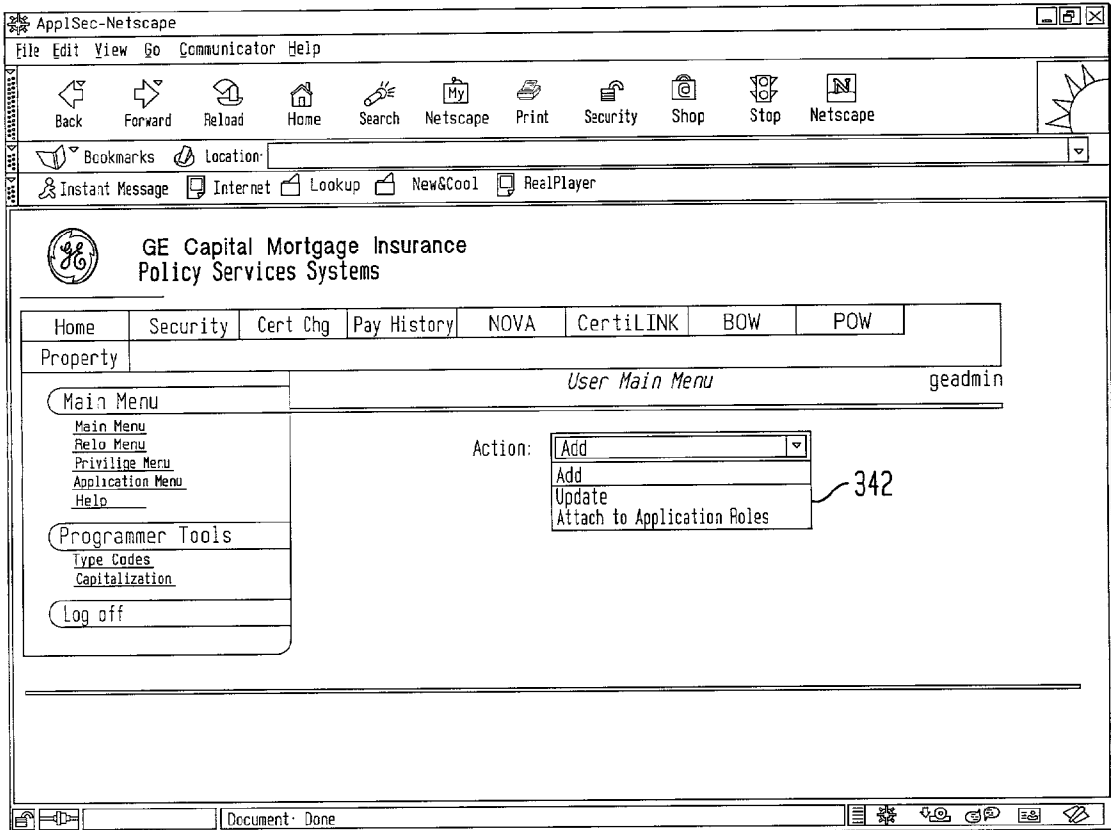 ApplSec-Netscape
File Edit View Go Communicator Help
Back Forward Reload Home Search Netscape Print Security Shop Stop Netscape
My
N
Bookmarks Location:
Instant Message Internet Lookup New&Cool RealPlayer
GE
GE Capital Mortgage Insurance
Policy Services Systems
Home Security Cert Chg Pay History NOVA CertiLINK BOW POW
Property
User Main Menu geadmin
Main Menu
Main Menu
Relo Menu
Privilige Menu
Application Menu
Help
Action: Add
Add
Update
Attach to Application Roles
342
Programmer Tools
Type Codes
Capitalization
Log off
Document: Done